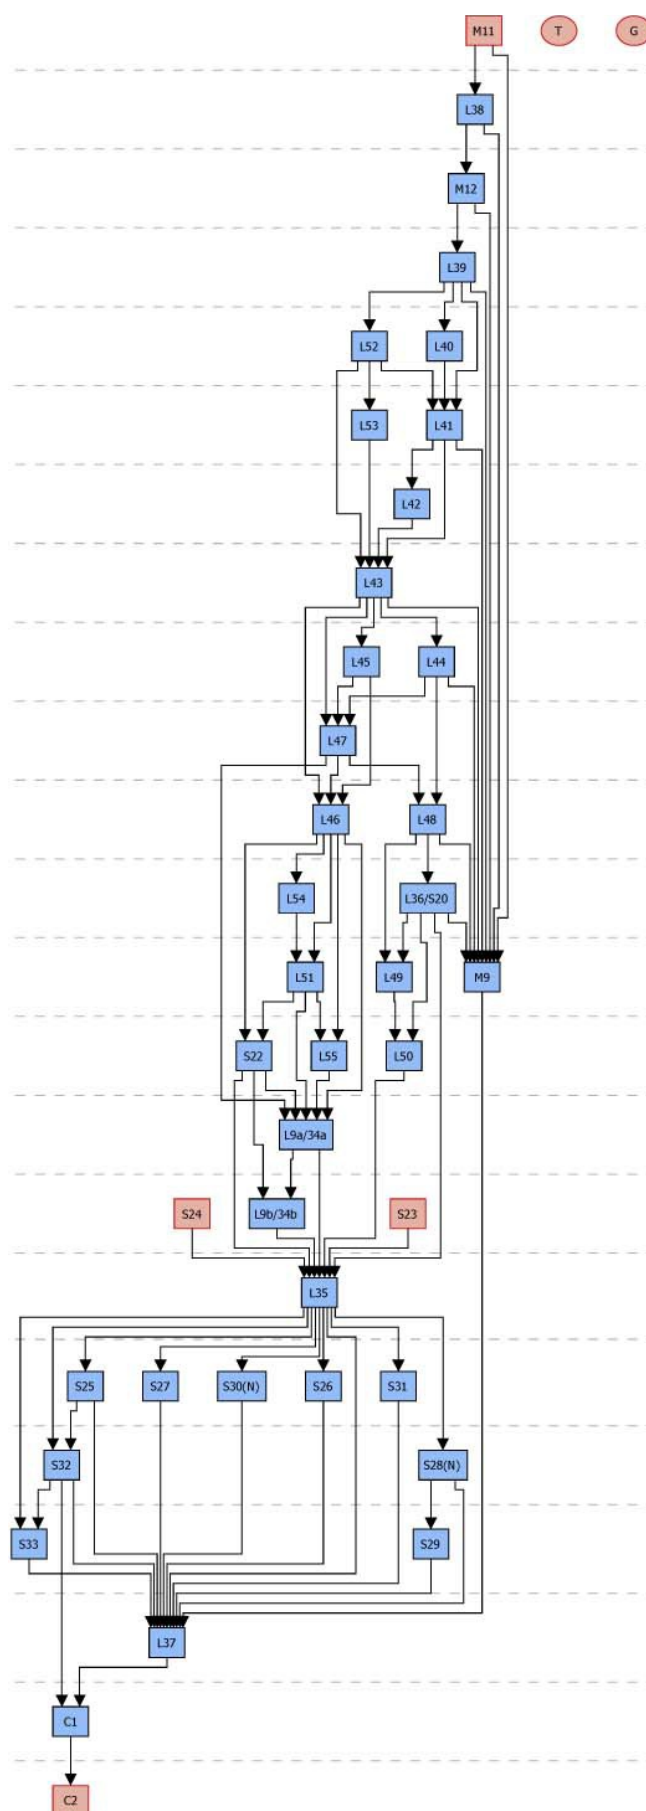 M11 T G
L38
M12
L39
L52 L40
L53 L41
L42
L43
L45 L44
L47
L46 L48
L54 L36/S20
L51 L49 M9
S22 L55 L50
L9a/34a
S24 L9b/34b S23
L35
S25 S27 S30(N) S26 S31
S32 S28(N)
S33 S29
L37
C1
C2